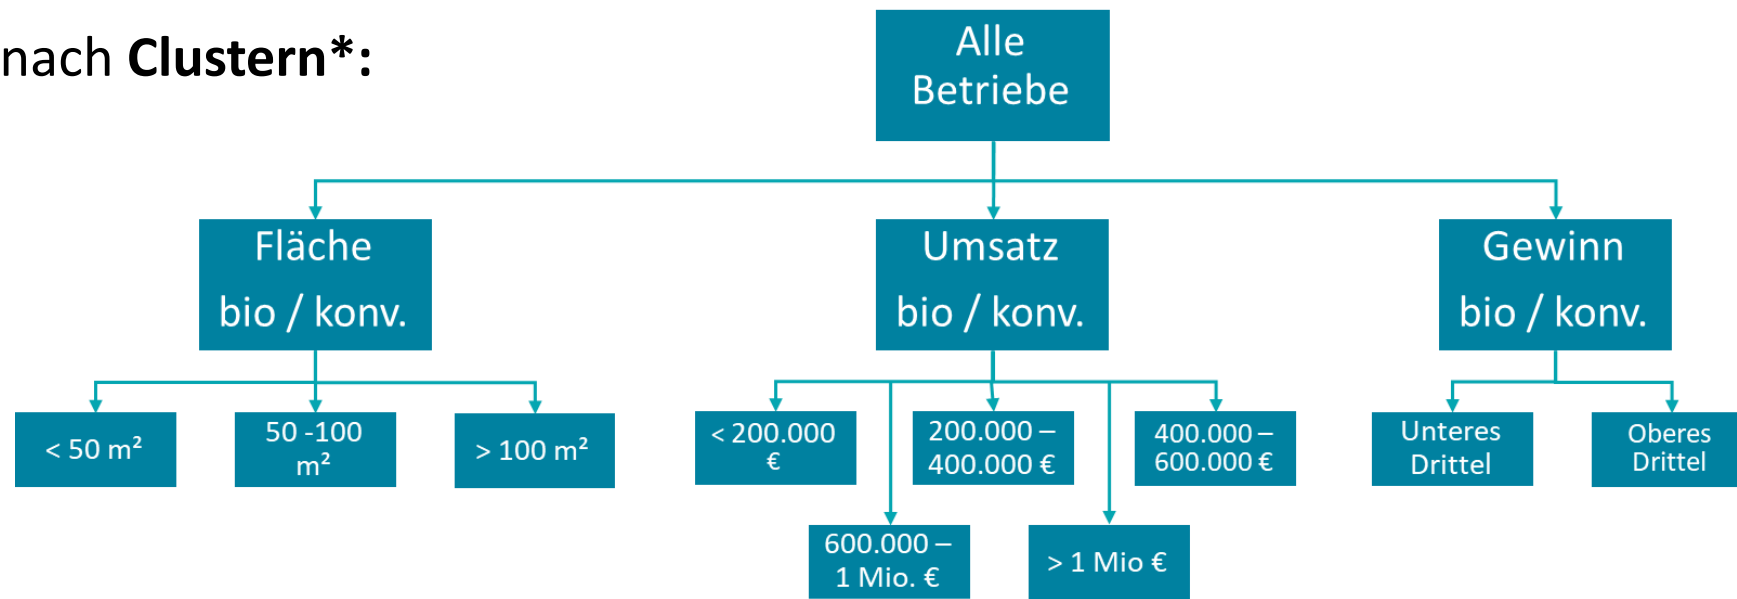 nach Clustern*:
Alle
Betriebe
Fläche
bio / konv.
Umsatz
bio / konv.
Gewinn
bio / konv.
< 50 m²
50 -100
m²
> 100 m²
< 200.000
€
200.000 –
400.000 €
400.000 –
600.000 €
Unteres
Drittel
Oberes
Drittel
600.000 –
1 Mio. €
> 1 Mio €